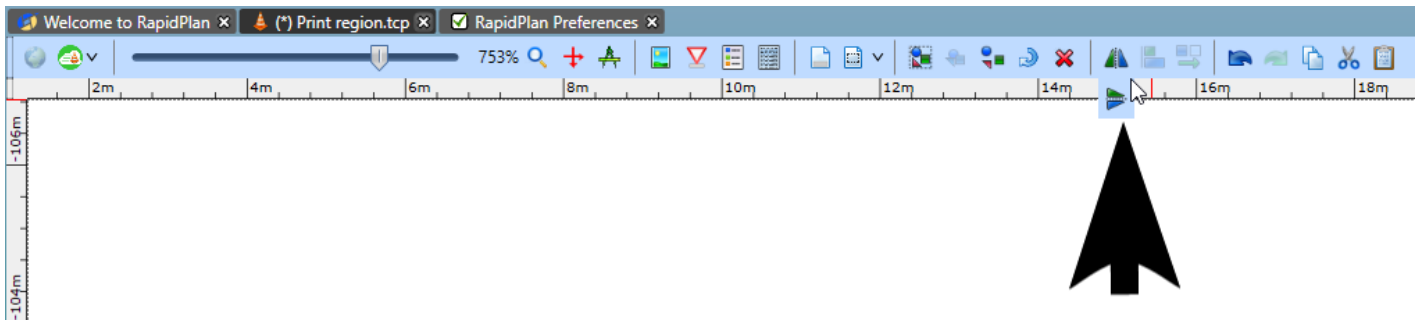 Welcome to RapidPlan
(*) Print region.tcp
RapidPlan Preferences
753%
2m 4m 6m 8m 10m 12m 14m 16m 18m
-106m
-104m